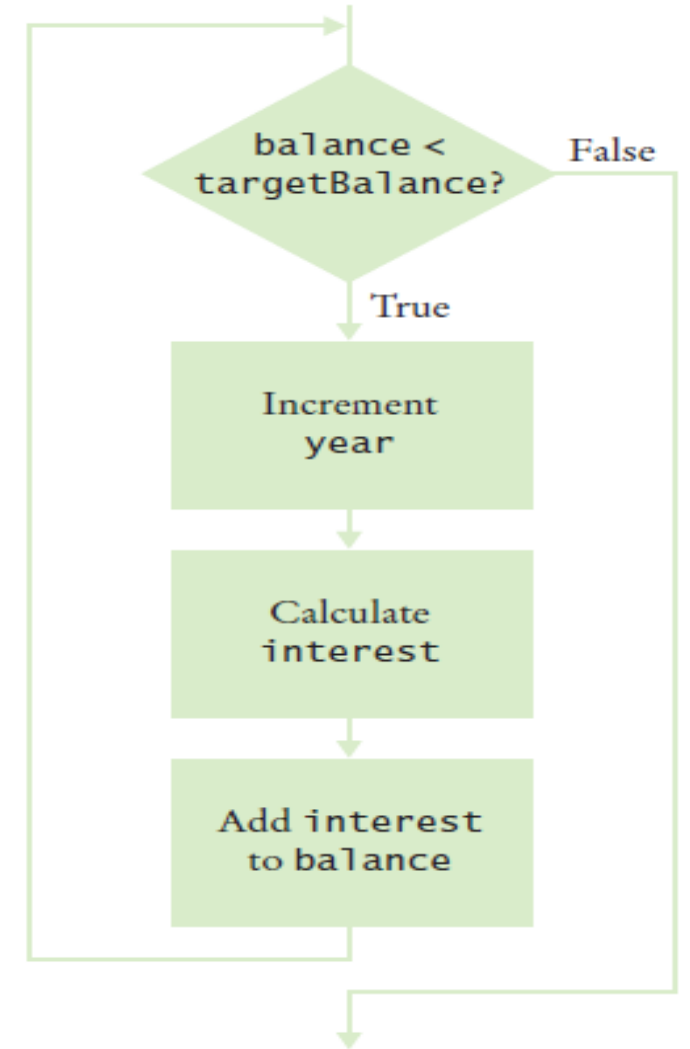 balance <
targetBalance?
False
True
Increment
year
Calculate
interest
Add interest
to balance